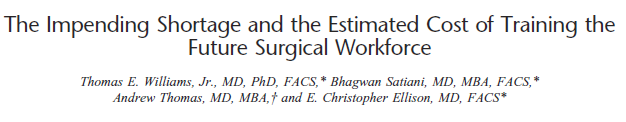 The Impending Shortage and the Estimated Cost of Training the
Future Surgical Workforce
Thomas E. Williams, Jr., MD, PhD, FACS,* Bhagwan Satiani, MD, MBA, FACS,*
Andrew Thomas, MD, MBA,† and E. Christopher Ellison, MD, FACS*